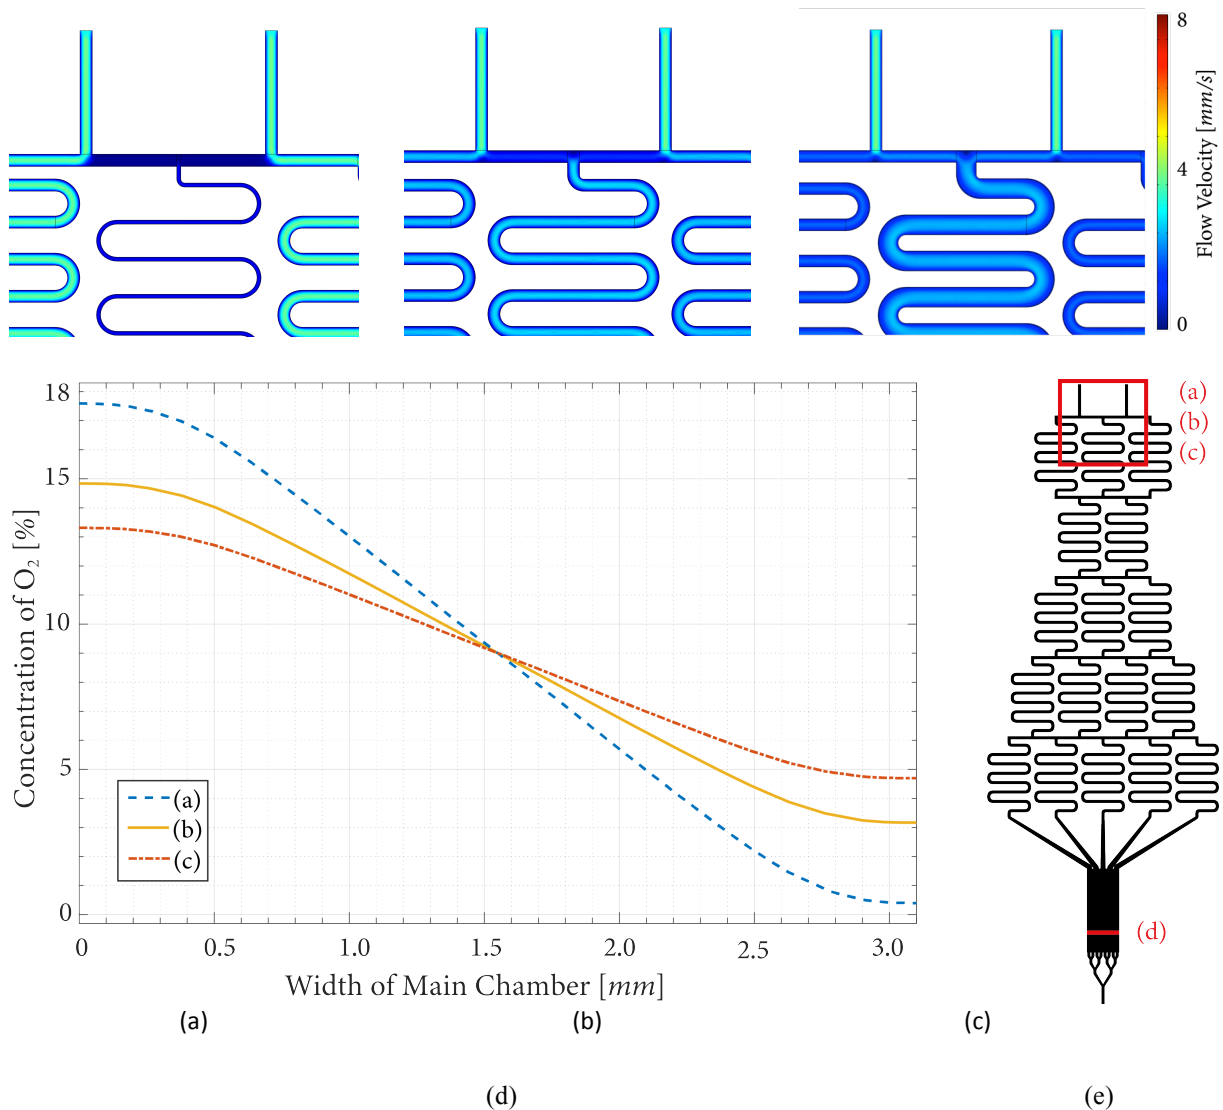 8
4
0
Flow Velocity [mm/s]
18
15
10
5
0
Concentration of O2 [%]
(a)
(b)
(c)
0 0.5 1.0 1.5 2.0 2.5 3.0
Width of Main Chamber [mm]
(a)
(b)
(c)
(d)
(a) (b) (c)
(d) (e)